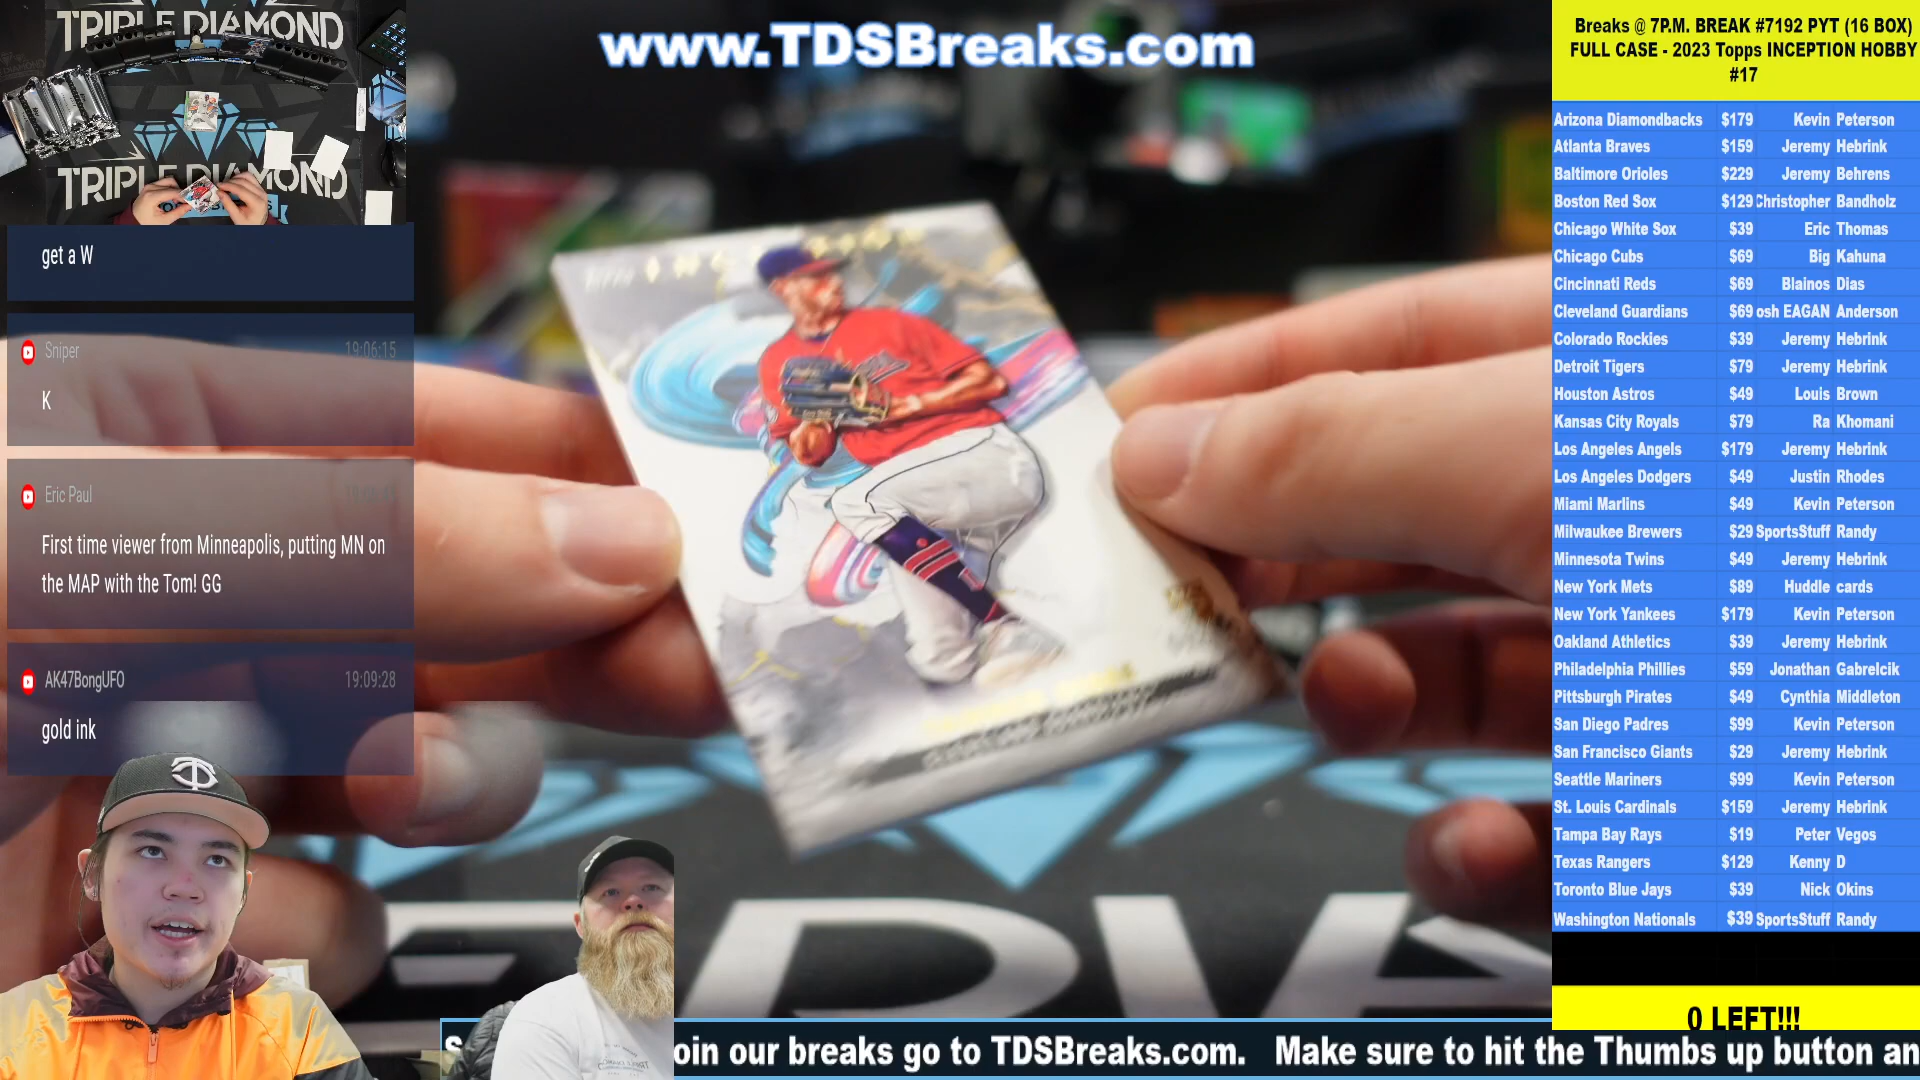 TRIPLE DIAMOND
TRIPLE DIAMOND
www.TDSBreaks.com
get a W
Sniper 19:06:15
K
Eric Paul
First time viewer from Minneapolis, putting MN on
the MAP with the Tom! GG
AK47BongUFO 19:09:28
gold ink
TC
DIA
Breaks @ 7P.M. BREAK #7192 PYT (16 BOX)
FULL CASE - 2023 Topps INCEPTION HOBBY
#17
Arizona Diamondbacks $179 Kevin Peterson
Atlanta Braves $159 Jeremy Hebrink
Baltimore Orioles $229 Jeremy Behrens
Boston Red Sox $129 Christopher Bandholz
Chicago White Sox $39 Eric Thomas
Chicago Cubs $69 Big Kahuna
Cincinnati Reds $69 Blainos Dias
Cleveland Guardians $69 osh EAGAN Anderson
Colorado Rockies $39 Jeremy Hebrink
Detroit Tigers $79 Jeremy Hebrink
Houston Astros $49 Louis Brown
Kansas City Royals $79 Ra Khomani
Los Angeles Angels $179 Jeremy Hebrink
Los Angeles Dodgers $49 Justin Rhodes
Miami Marlins $49 Kevin Peterson
Milwaukee Brewers $29 SportsStuff Randy
Minnesota Twins $49 Jeremy Hebrink
New York Mets $89 Huddle cards
New York Yankees $179 Kevin Peterson
Oakland Athletics $39 Jeremy Hebrink
Philadelphia Phillies $59 Jonathan Gabrelcik
Pittsburgh Pirates $49 Cynthia Middleton
San Diego Padres $99 Kevin Peterson
San Francisco Giants $29 Jeremy Hebrink
Seattle Mariners $99 Kevin Peterson
St. Louis Cardinals $159 Jeremy Hebrink
Tampa Bay Rays $19 Peter Vegos
Texas Rangers $129 Kenny D
Toronto Blue Jays $39 Nick Okins
Washington Nationals $39 SportsStuff Randy
0 LEFT!!!
oin our breaks go to TDSBreaks.com. Make sure to hit the Thumbs up button an